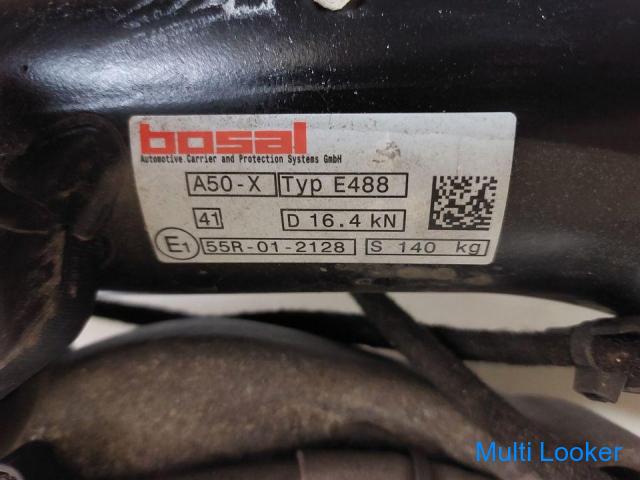 bosal
Automotive Carrier and Protection Systems GmbH
A50-X Typ E488
41 D 16.4 kN
E1 55R-01-2128 S 140 kg
Multi Looker